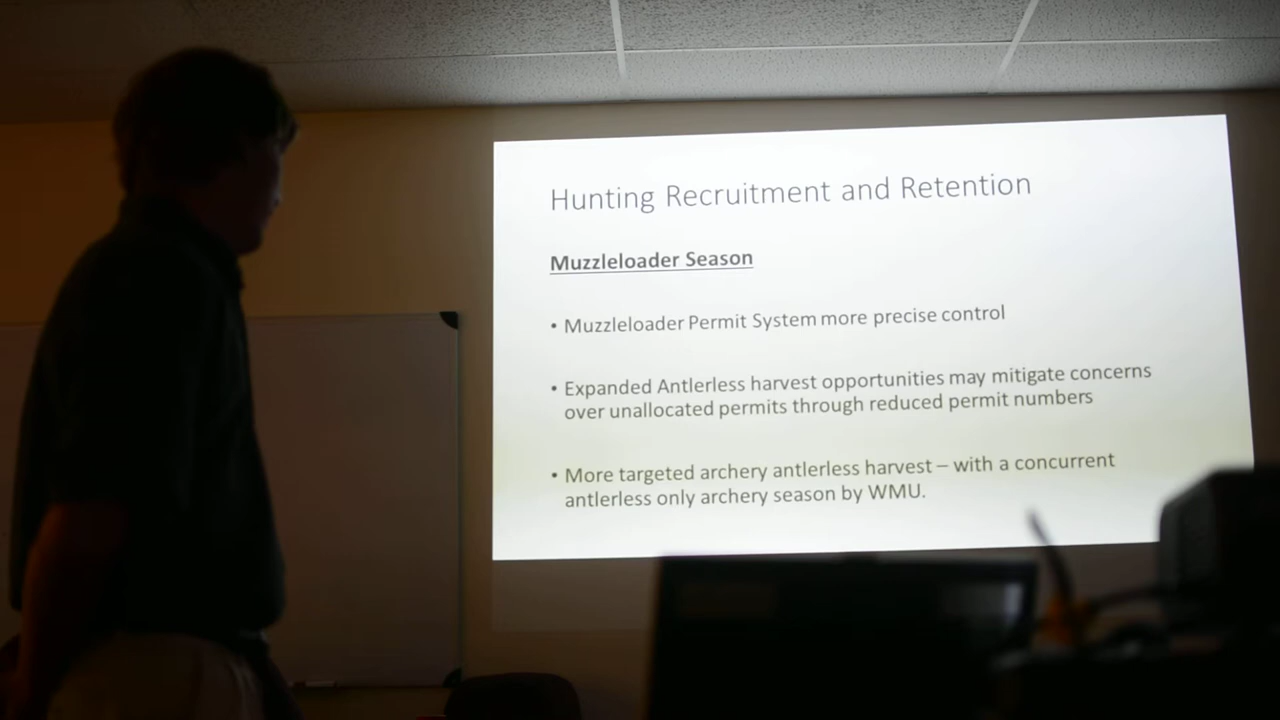 Hunting Recruitment and Retention
Muzzleloader Season
• Muzzleloader Permit System more precise control
• Expanded Antlerless harvest opportunities may mitigate concerns
over unallocated permits through reduced permit numbers
• More targeted archery antlerless harvest – with a concurrent
antlerless only archery season by WMU.